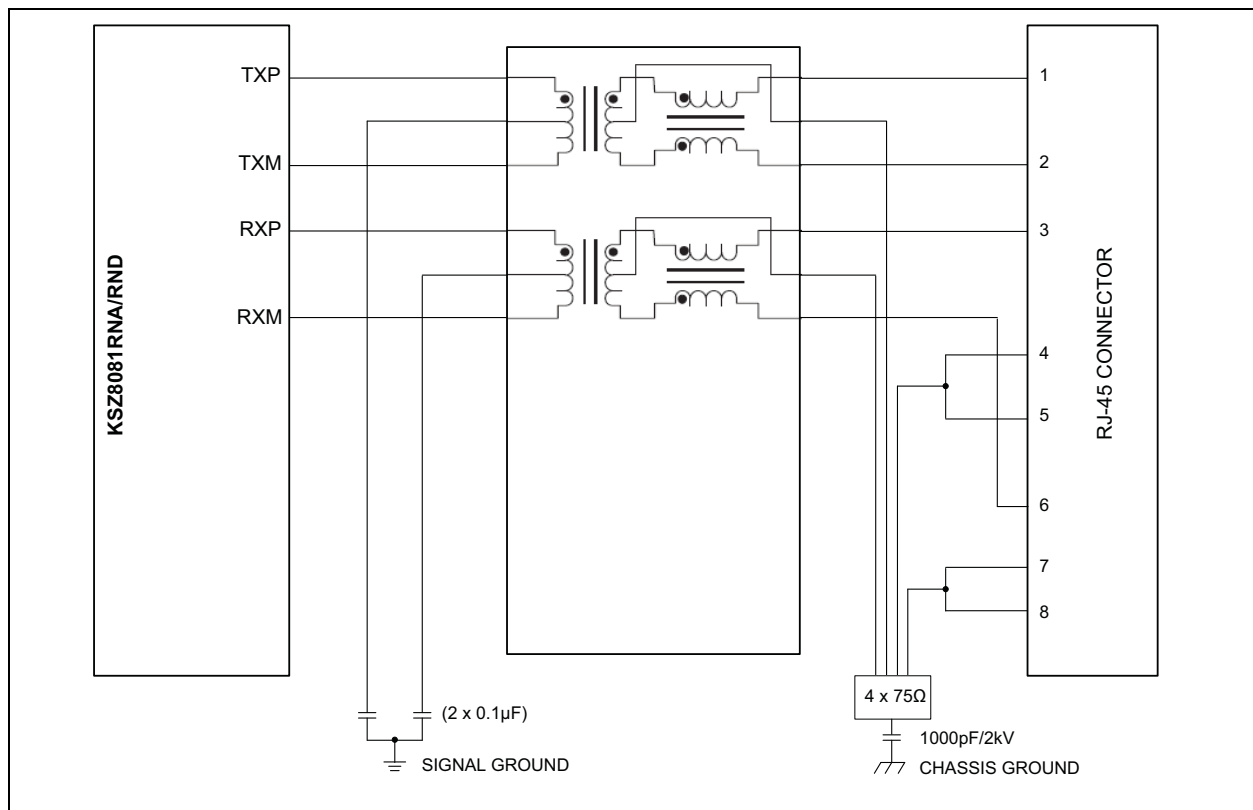 KSZ8081RNA/RND
TXP
TXM
RXP
RXM
1
2
3
4
5
6
7
8
RJ-45 CONNECTOR
(2 x 0.1µF)
SIGNAL GROUND
4 x 75Ω
1000pF/2kV
CHASSIS GROUND